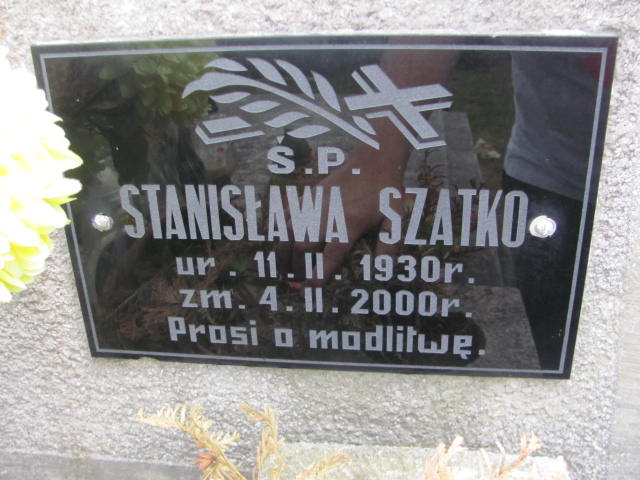 Ś.P.
STANISŁAWA SZATKO
ur. 11.II.1930r.
zm. 4.II.2000r.
Prosi o modlitwę.